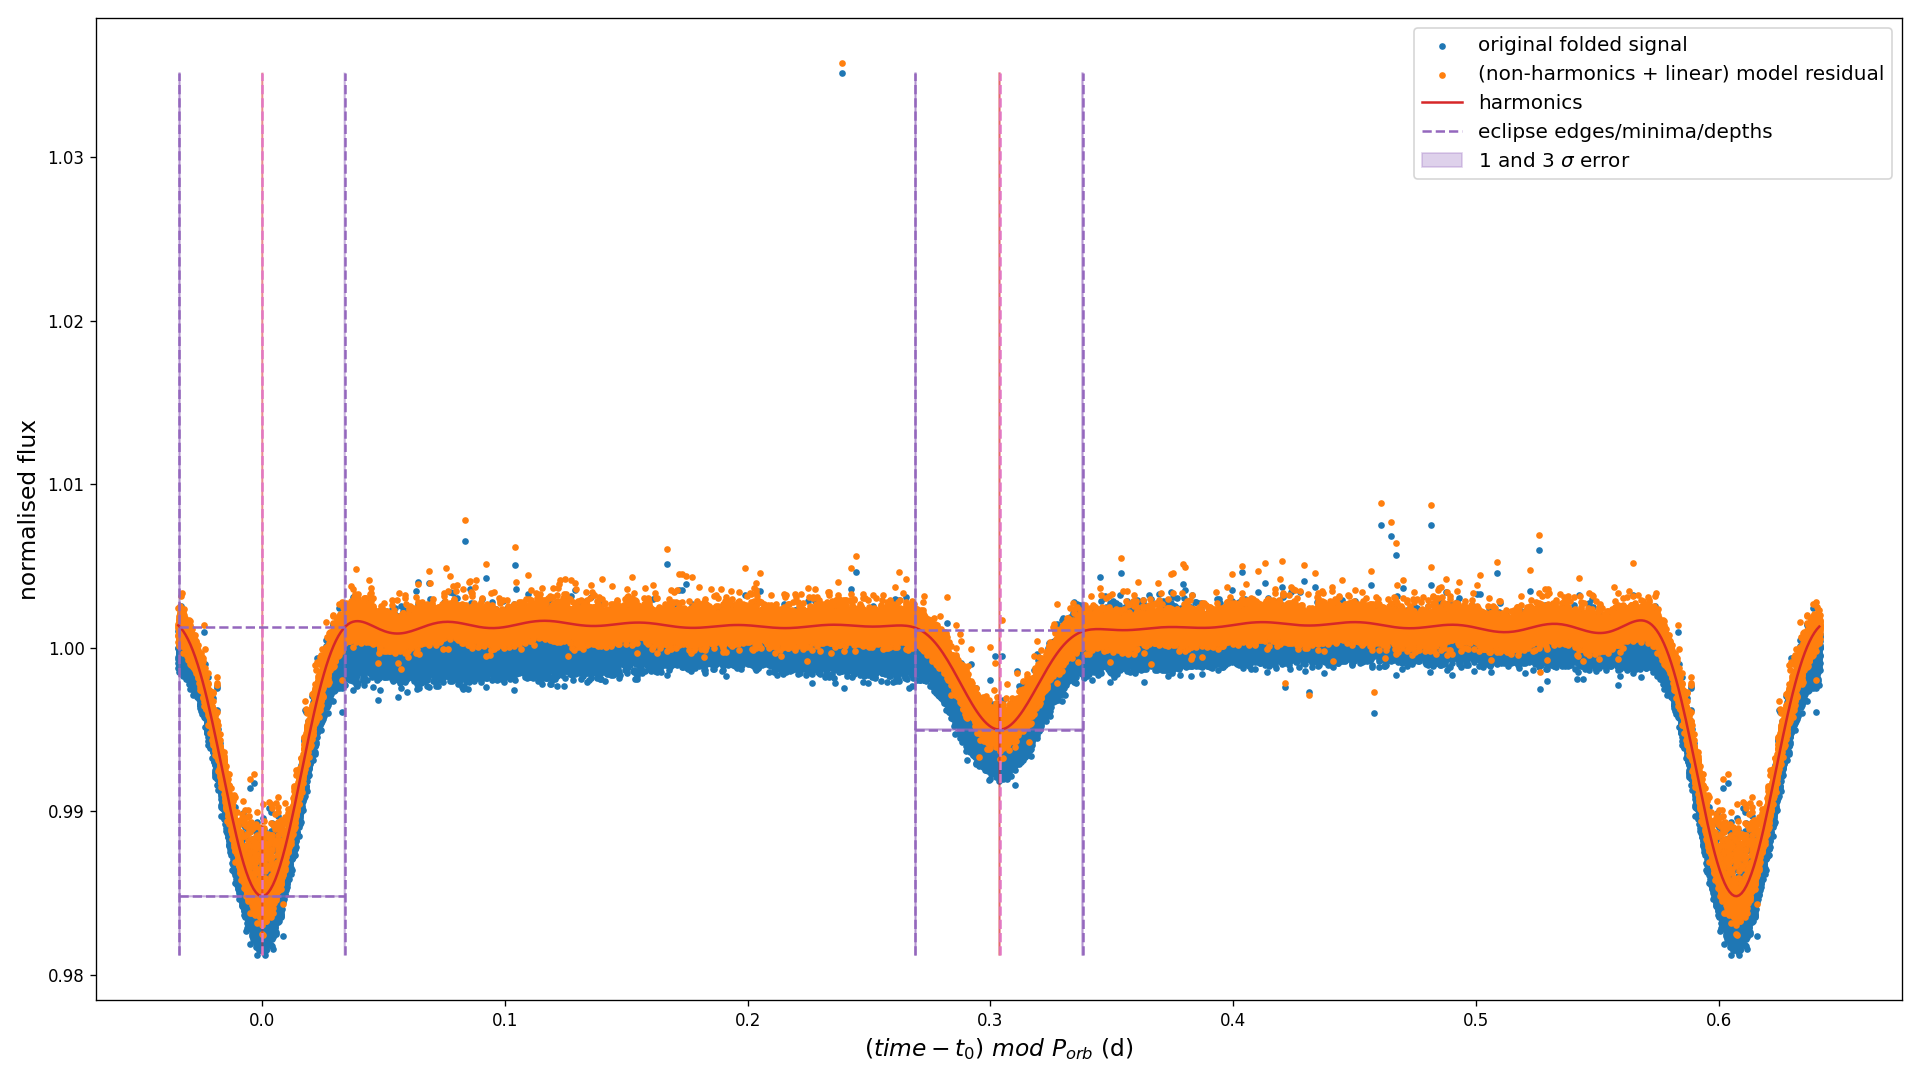 original folded signal
(non-harmonics + linear) model residual
harmonics
eclipse edges/minima/depths
1 and 3 σ error
normalised flux
1.03
1.02
1.01
1.00
0.99
0.98
0.0 0.1 0.2 0.3 0.4 0.5 0.6
(time − t₀) mod Pₒᵣb (d)